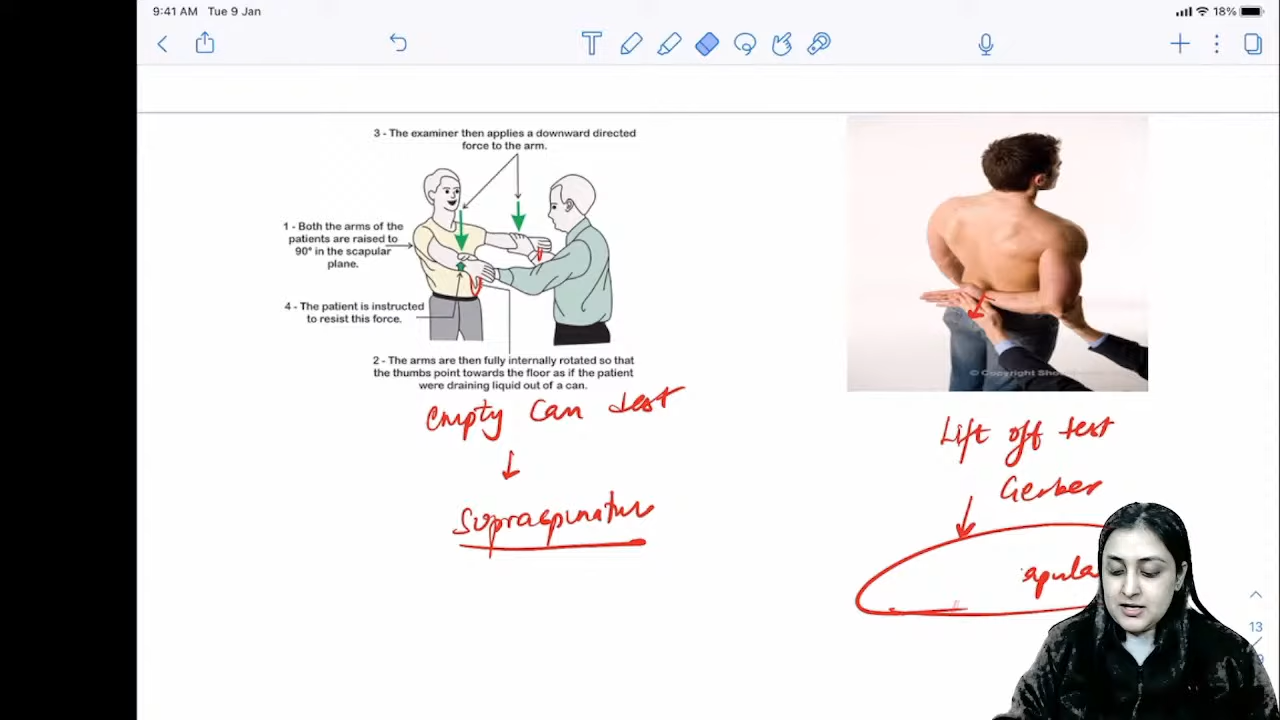 9:41 AM Tue 9 Jan
18%
3 - The examiner then applies a downward directed
force to the arm.
1 - Both the arms of the
patients are raised to
90° in the scapular
plane.
4 - The patient is instructed
to resist this force.
2 - The arms are then fully internally rotated so that
the thumbs point towards the floor as if the patient
were draining liquid out of a can.
© Copyright
Empty Can test
Supraspinatus
Lift off test
Gerber
apula
13